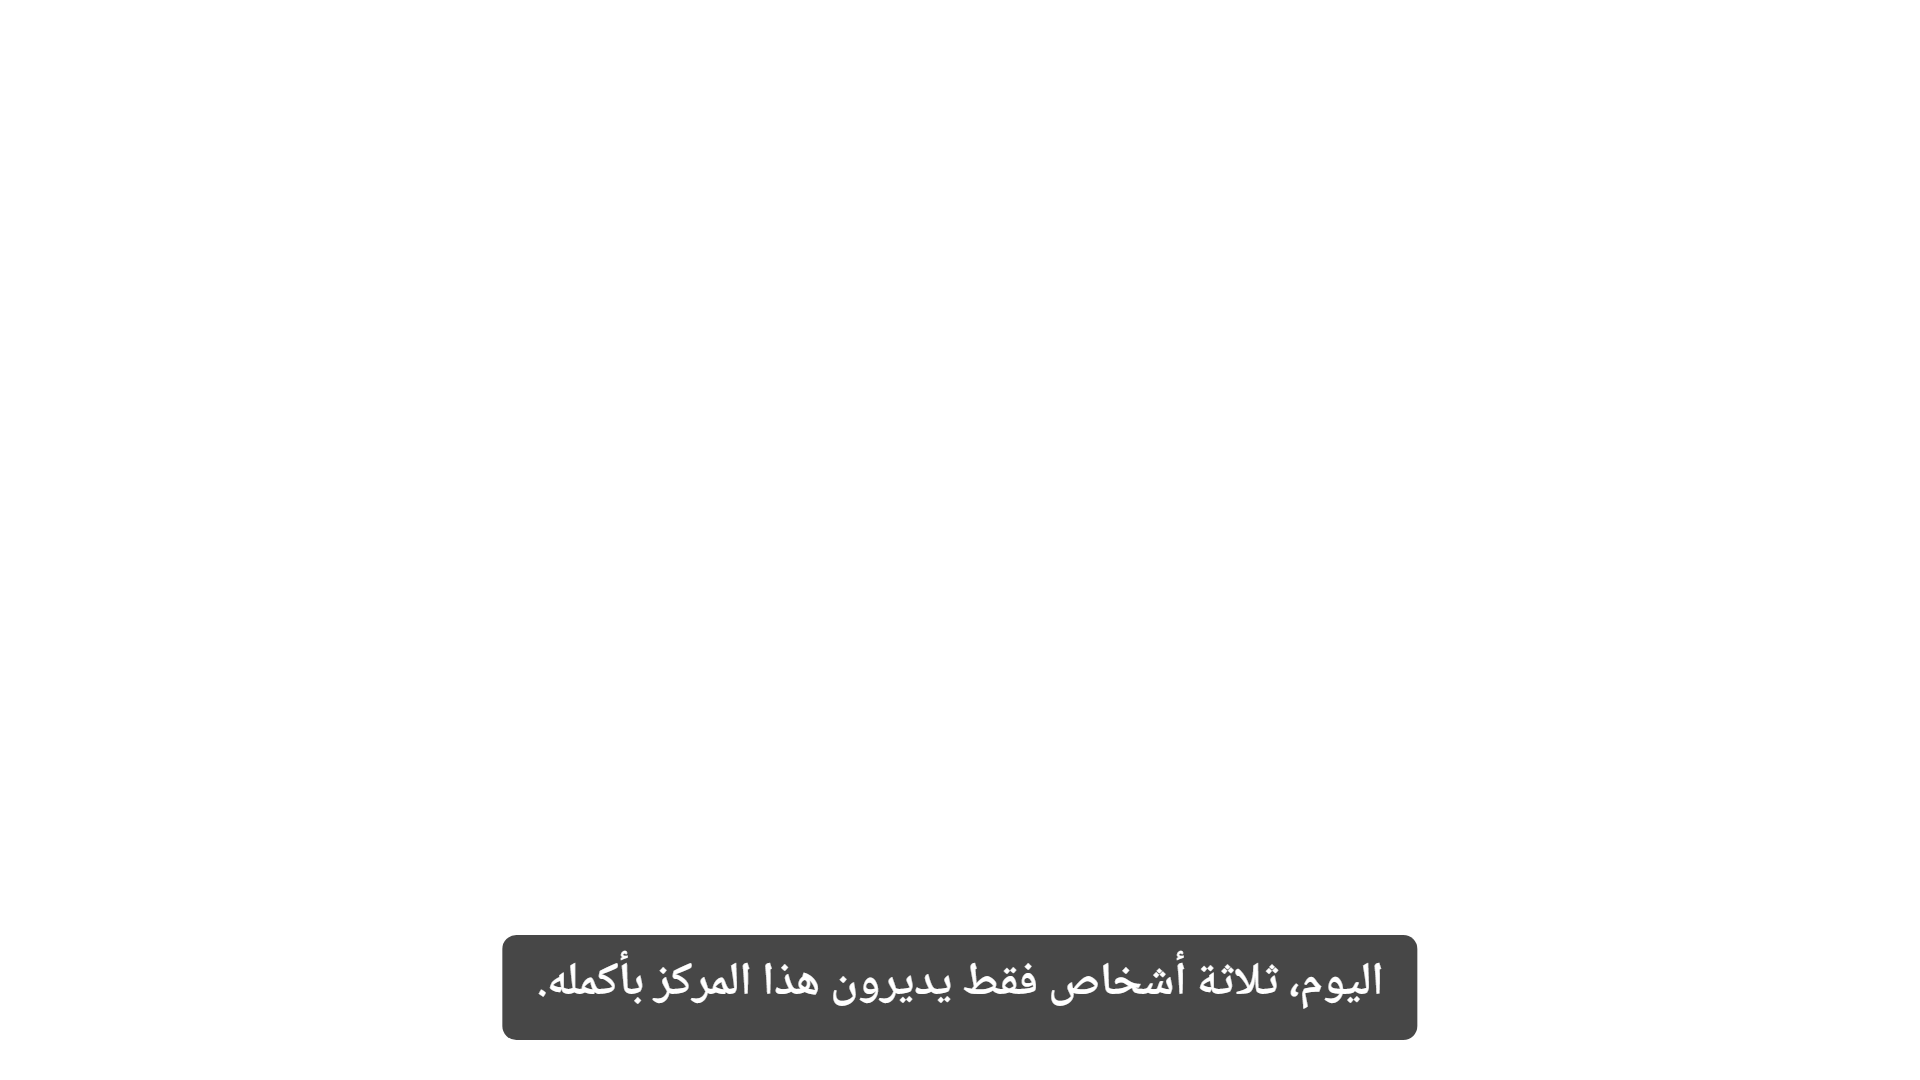 اليوم، ثلاثة أشخاص فقط يديرون هذا المركز بأكمله.